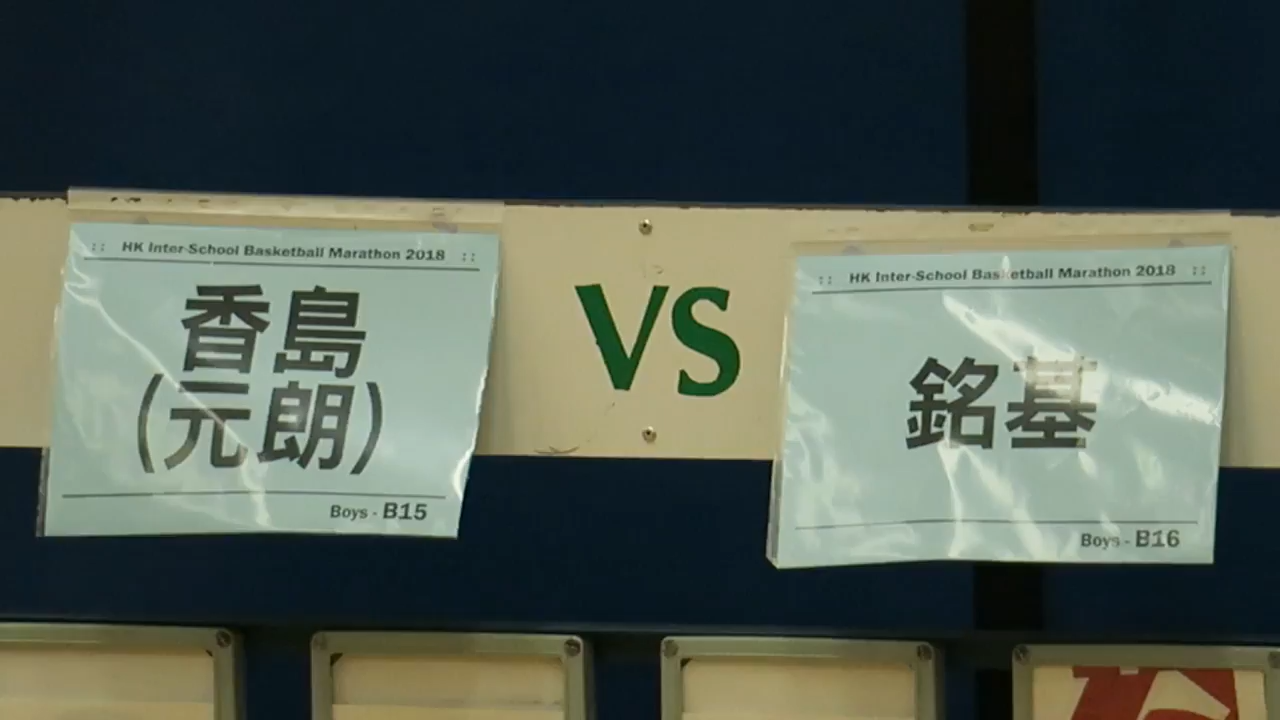 :: HK Inter-School Basketball Marathon 2018 ::
香島
(元朗)
Boys - B15
VS
:: HK Inter-School Basketball Marathon 2018 ::
銘基
Boys - B16